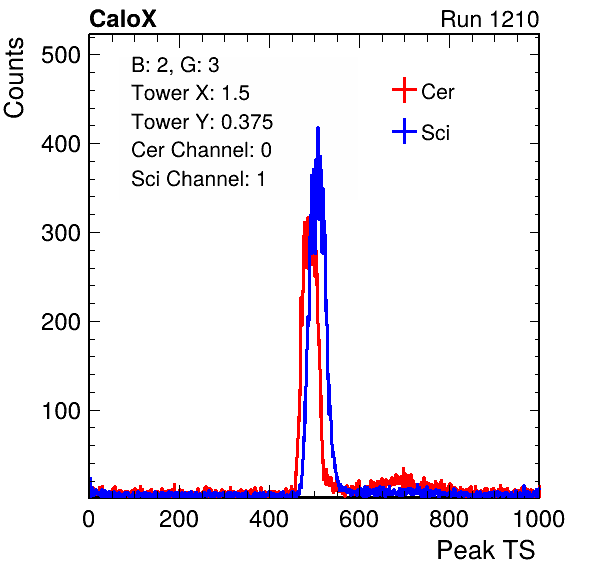 CaloX Run 1210
Counts
500
400
300
200
100
B: 2, G: 3
Tower X: 1.5
Tower Y: 0.375
Cer Channel: 0
Sci Channel: 1
Cer
Sci
0 200 400 600 800 1000
Peak TS